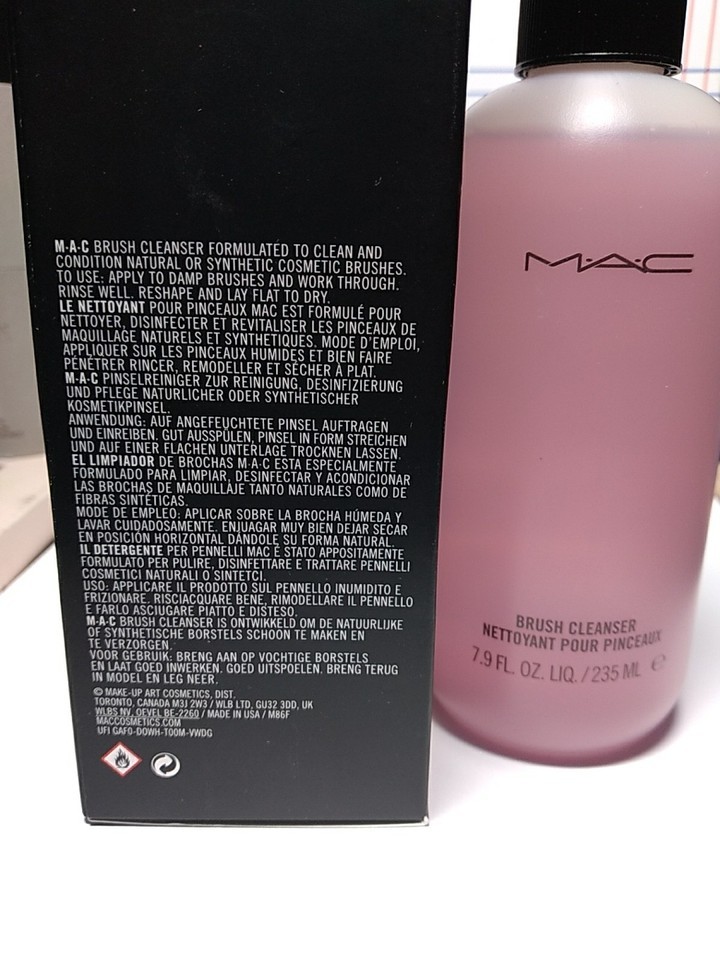 M·A·C BRUSH CLEANSER FORMULATED TO CLEAN AND
CONDITION NATURAL OR SYNTHETIC COSMETIC BRUSHES.
TO USE: APPLY TO DAMP BRUSHES AND WORK THROUGH.
RINSE WELL. RESHAPE AND LAY FLAT TO DRY.
LE NETTOYANT POUR PINCEAUX MAC EST FORMULÉ POUR
NETTOYER, DISINFECTER ET REVITALISER LES PINCEAUX DE
MAQUILLAGE NATURELS ET SYNTHETIQUES. MODE D'EMPLOI,
APPLIQUER SUR LES PINCEAUX HUMIDES ET BIEN FAIRE
PÉNÉTRER RINCER, REMODELLER ET SÉCHER À PLAT.
M·A·C PINSELREINIGER ZUR REINIGUNG, DESINFIZIERUNG
UND PFLEGE NATURLICHER ODER SYNTHETISCHER
KOSMETIKPINSEL.
ANWENDUNG: AUF ANGEFEUCHTETE PINSEL AUFTRAGEN
UND EINREIBEN. GUT AUSSPÜLEN, PINSEL IN FORM STREICHEN
UND AUF EINER FLACHEN UNTERLAGE TROCKNEN LASSEN.
EL LIMPIADOR DE BROCHAS M·A·C ESTA ESPECIALMENTE
FORMULADO PARA LIMPIAR, DESINFECTAR Y ACONDICIONAR
LAS BROCHAS DE MAQUILLAJE TANTO NATURALES COMO DE
FIBRAS SINTÉTICAS.
MODE DE EMPLEO: APLICAR SOBRE LA BROCHA HÚMEDA Y
LAVAR CUIDADOSAMENTE. ENJUAGAR MUY BIEN DEJAR SECAR
EN POSICIÓN HORIZONTAL DÁNDOLE SU FORMA NATURAL.
IL DETERGENTE PER PENNELLI MAC É STATO APPOSITAMENTE
FORMULATO PER PULIRE, DISINFETTARE E TRATTARE PENNELLI
COSMETICI NATURALI O SINTETCI.
USO: APPLICARE IL PRODOTTO SUL PENNELLO INUMIDITO E
FRIZIONARE. RISCIACQUARE BENE, RIMODELLARE IL PENNELLO
E FARLO ASCIUGARE PIATTO E DISTESO.
M·A·C BRUSH CLEANSER IS ONTWIKKELD OM DE NATUURLIJKE
OF SYNTHETISCHE BORSTELS SCHOON TE MAKEN EN
TE VERZORGEN.
VOOR GEBRUIK: BRENG AAN OP VOCHTIGE BORSTELS
EN LAAT GOED INWERKEN. GOED UITSPOELEN. BRENG TERUG
IN MODEL EN LEG NEER.
© MAKE-UP ART COSMETICS, DIST.
TORONTO, CANADA M3J 2W3 / WLB LTD, GU32 3DD, UK
WLBS NV, OEVEL BE-2260 / MADE IN USA / M86F
MACCOSMETICS.COM
UFI GAF0-D0WH-T00M-VWDG
M·A·C
BRUSH CLEANSER
NETTOYANT POUR PINCEAUX
7.9 FL. OZ. LIQ. / 235 ML ℮